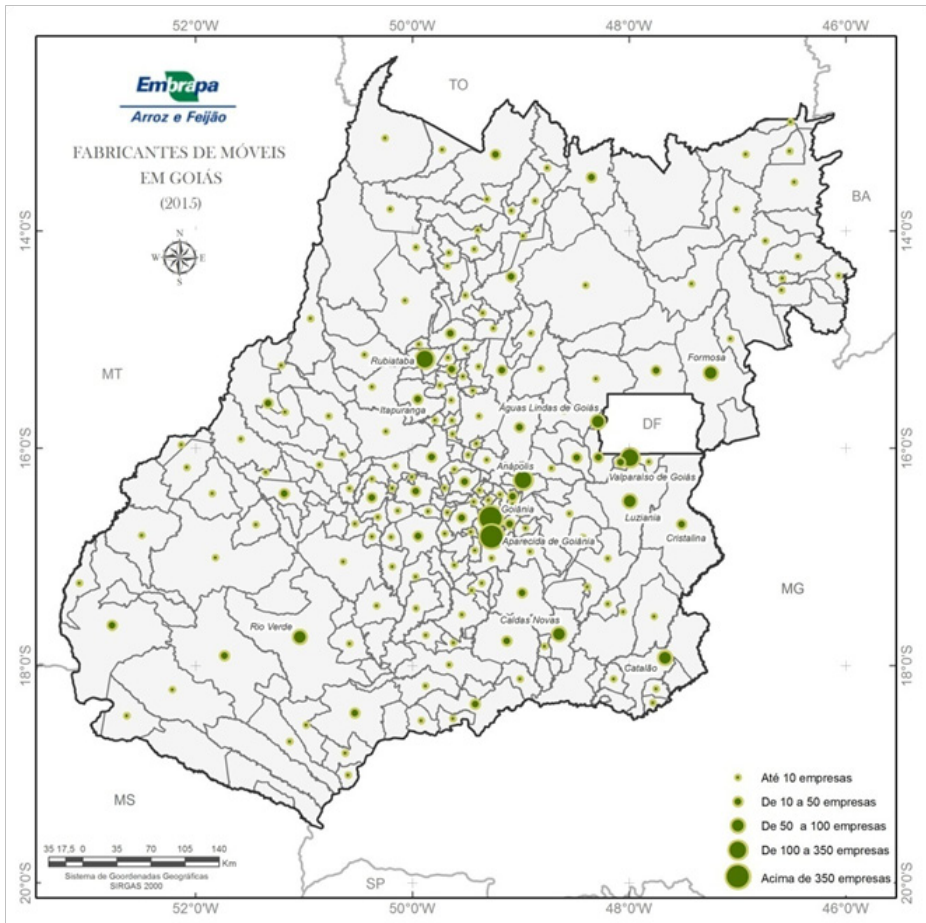 52°0'W 50°0'W 48°0'W 46°0'W
Embrapa
Arroz e Feijão
FABRICANTES DE MÓVEIS
EM GOIÁS
(2015)
N
W E
S
TO
BA
14°0'S 14°0'S
MT
Rubiataba
Formosa
Itapuranga
Águas Lindas de Goiás
DF
16°0'S 16°0'S
Anápolis
Valparaíso de Goiás
Goiânia
Luziania
Cristalina
Aparecida de Goiânia
MG
Rio Verde
Caldas Novas
Catalão
18°0'S 18°0'S
MS
Até 10 empresas
De 10 a 50 empresas
De 50 a 100 empresas
De 100 a 350 empresas
Acima de 350 empresas
35 17,5 0 35 70 105 140
Km
Sistema de Goordenadas Geográficas
SIRGAS 2000
SP
20°0'S 20°0'S
52°0'W 50°0'W 48°0'W 46°0'W